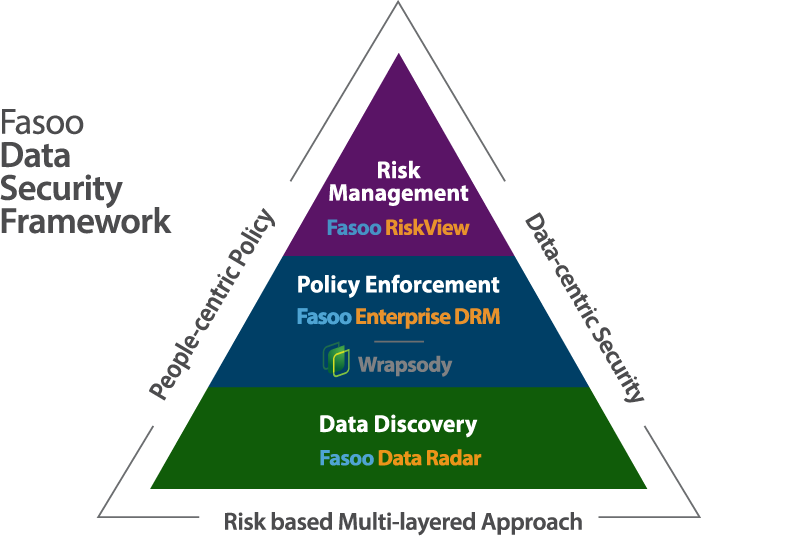 Fasoo
Data
Security
Framework
Risk
Management
Fasoo RiskView
Policy Enforcement
Fasoo Enterprise DRM
Wrapsody
Data Discovery
Fasoo Data Radar
People-centric Policy
Data-centric Security
Risk based Multi-layered Approach